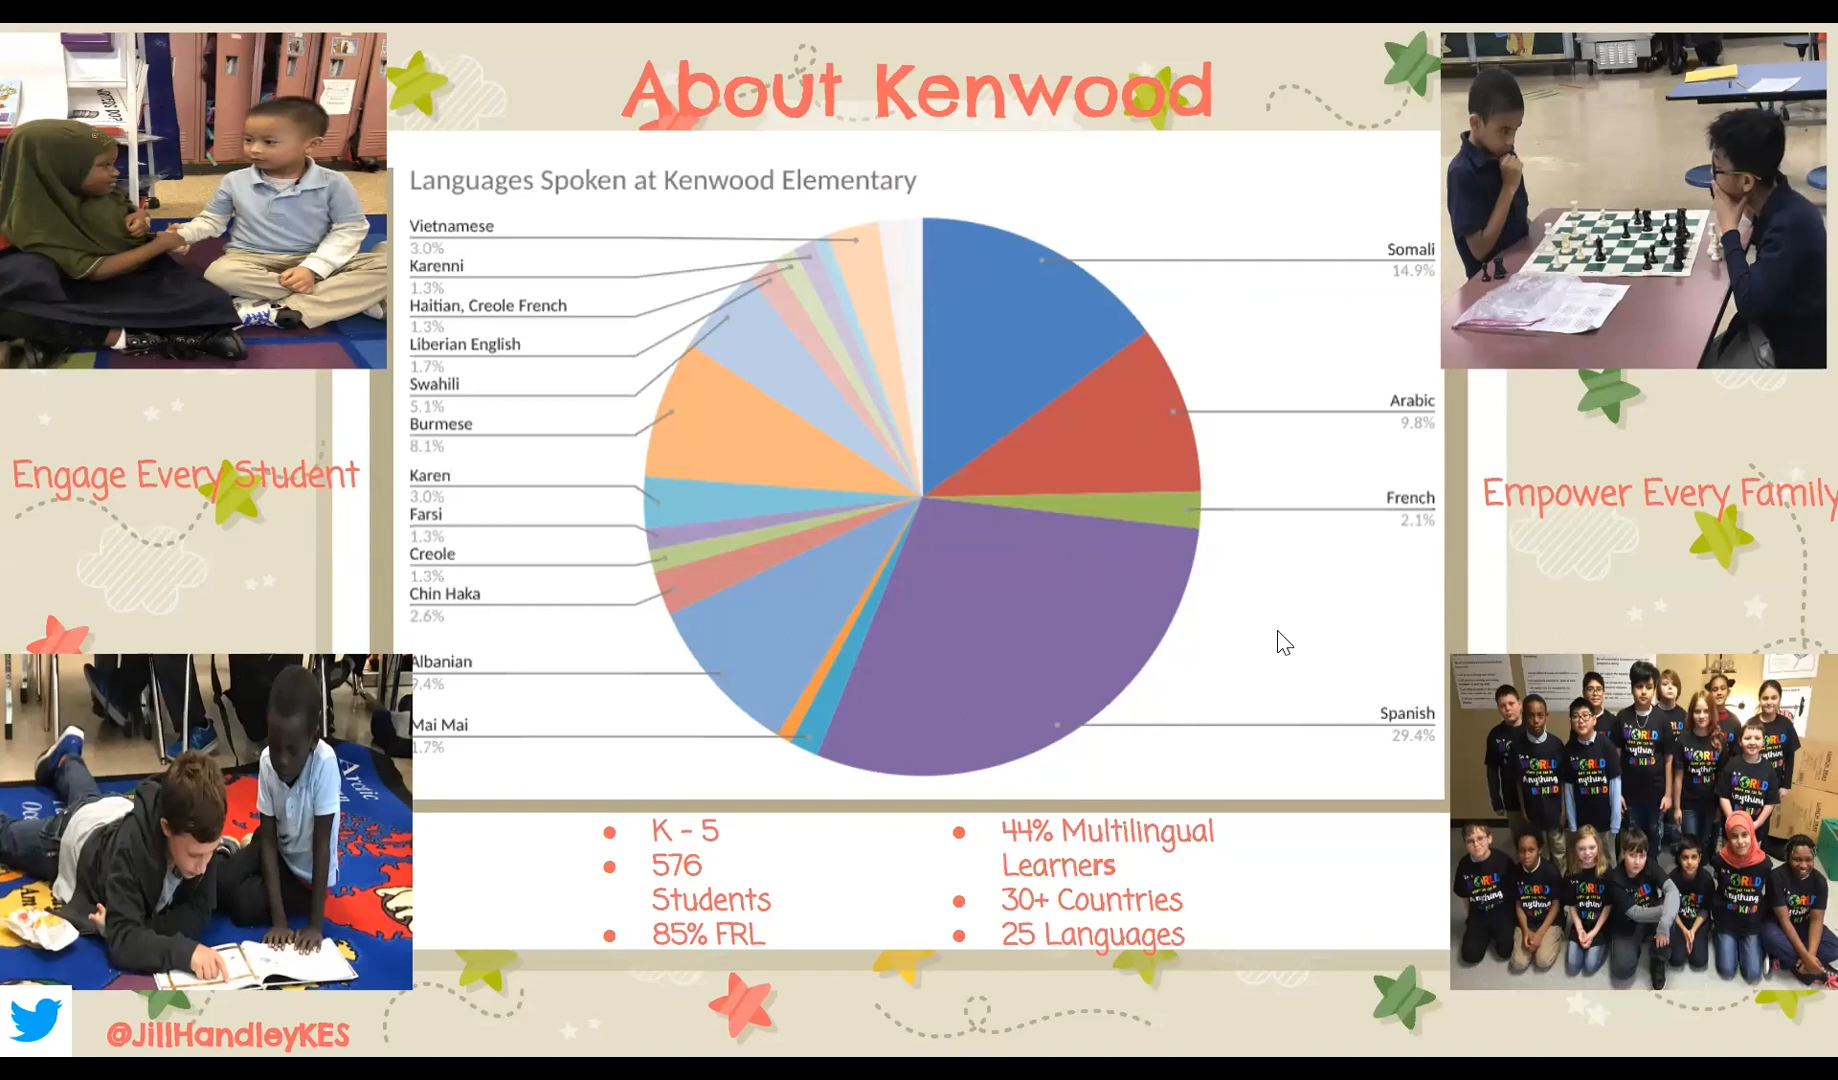 About Kenwood
Languages Spoken at Kenwood Elementary
Vietnamese
3.0%
Karenni
1.3%
Haitian, Creole French
1.3%
Liberian English
1.7%
Swahili
5.1%
Burmese
8.1%
Karen
3.0%
Farsi
1.3%
Creole
1.3%
Chin Haka
2.6%
Albanian
9.4%
Mai Mai
1.7%
Somali
14.9%
Arabic
9.8%
French
2.1%
Spanish
29.4%
Engage Every Student
Empower Every Family
K - 5
576
Students
85% FRL
44% Multilingual
Learners
30+ Countries
25 Languages
Arctic
@JillHandleyKES